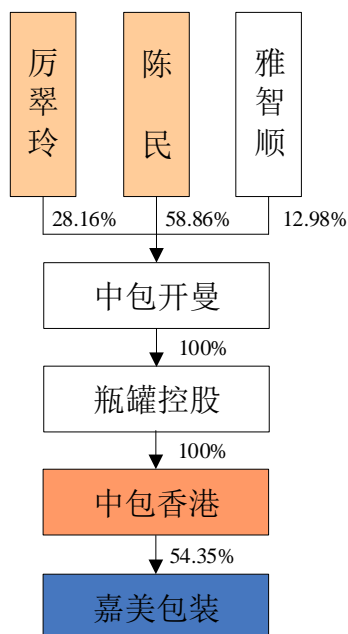 厉翠玲
陈民
雅智顺
28.16%
58.86%
12.98%
中包开曼
100%
瓶罐控股
100%
中包香港
54.35%
嘉美包装